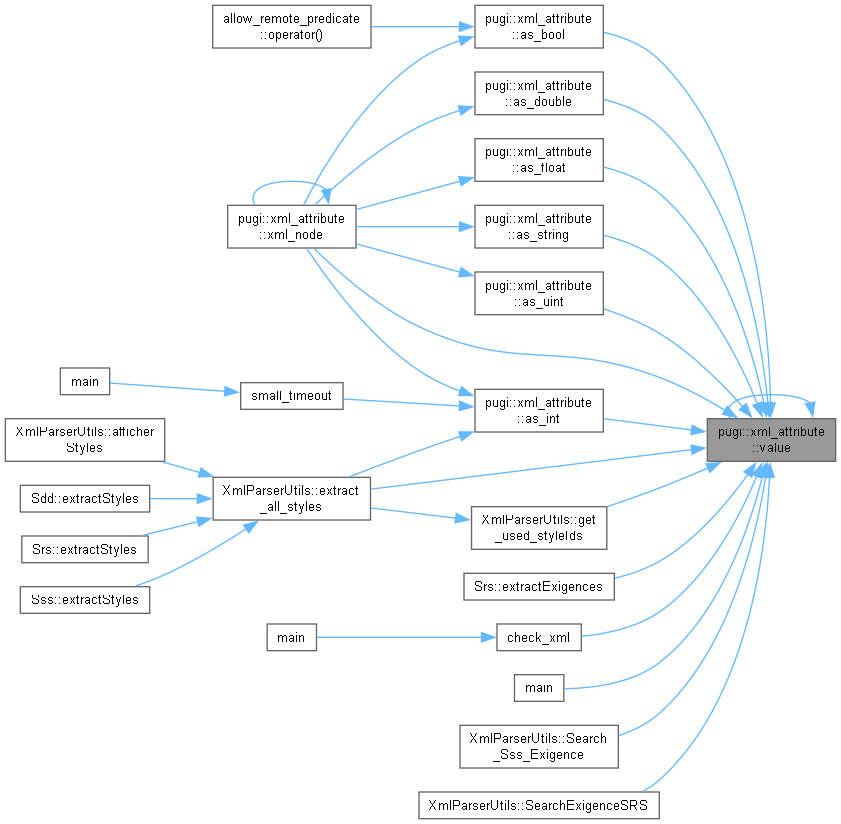 allow_remote_predicate
::operator()
pugi::xml_attribute
::as_bool
pugi::xml_attribute
::as_double
pugi::xml_attribute
::as_float
pugi::xml_attribute
::xml_node
pugi::xml_attribute
::as_string
pugi::xml_attribute
::as_uint
main
small_timeout
pugi::xml_attribute
::as_int
pugi::xml_attribute
::value
XmlParserUtils::afficher
Styles
Sdd::extractStyles
Srs::extractStyles
Sss::extractStyles
XmlParserUtils::extract
_all_styles
XmlParserUtils::get
_used_styleIds
Srs::extractExigences
main
check_xml
main
XmlParserUtils::Search
_Sss_Exigence
XmlParserUtils::SearchExigenceSRS